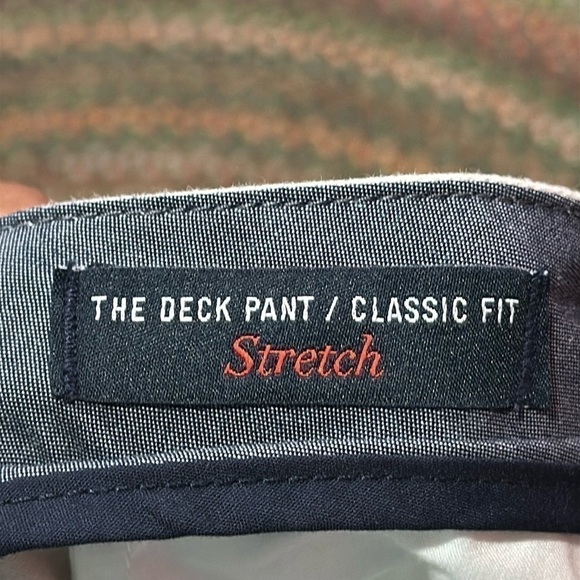 THE DECK PANT / CLASSIC FIT
Stretch